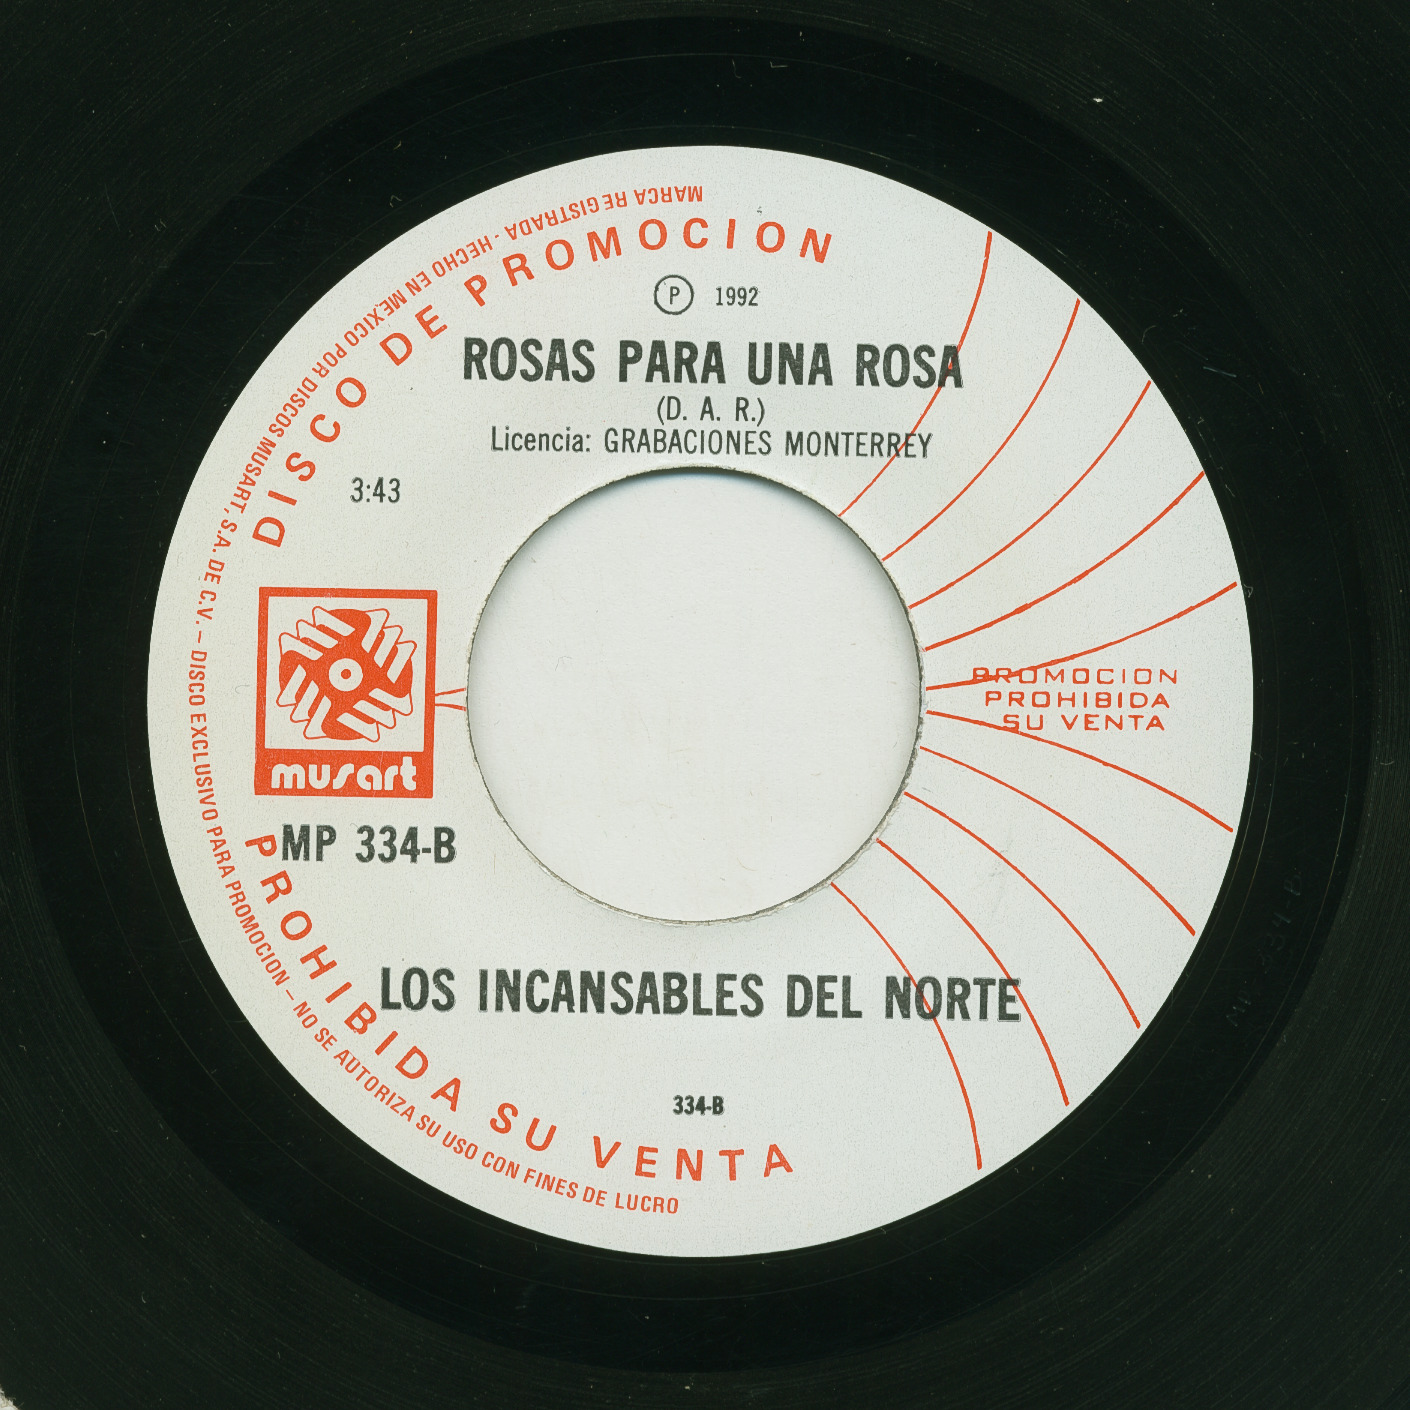 MARCA REGISTRADA - HECHO EN MEXICO POR DISCOS MUSART, S.A. DE C.V. – DISCO EXCLUSIVO PARA PROMOCION – NO SE AUTORIZA SU USO CON FINES DE LUCRO
DISCO DE PROMOCION
P 1992
ROSAS PARA UNA ROSA
(D. A. R.)
Licencia: GRABACIONES MONTERREY
3:43
musart
PROMOCION
PROHIBIDA
SU VENTA
MP 334-B
PROHIBIDA SU VENTA
LOS INCANSABLES DEL NORTE
334-B